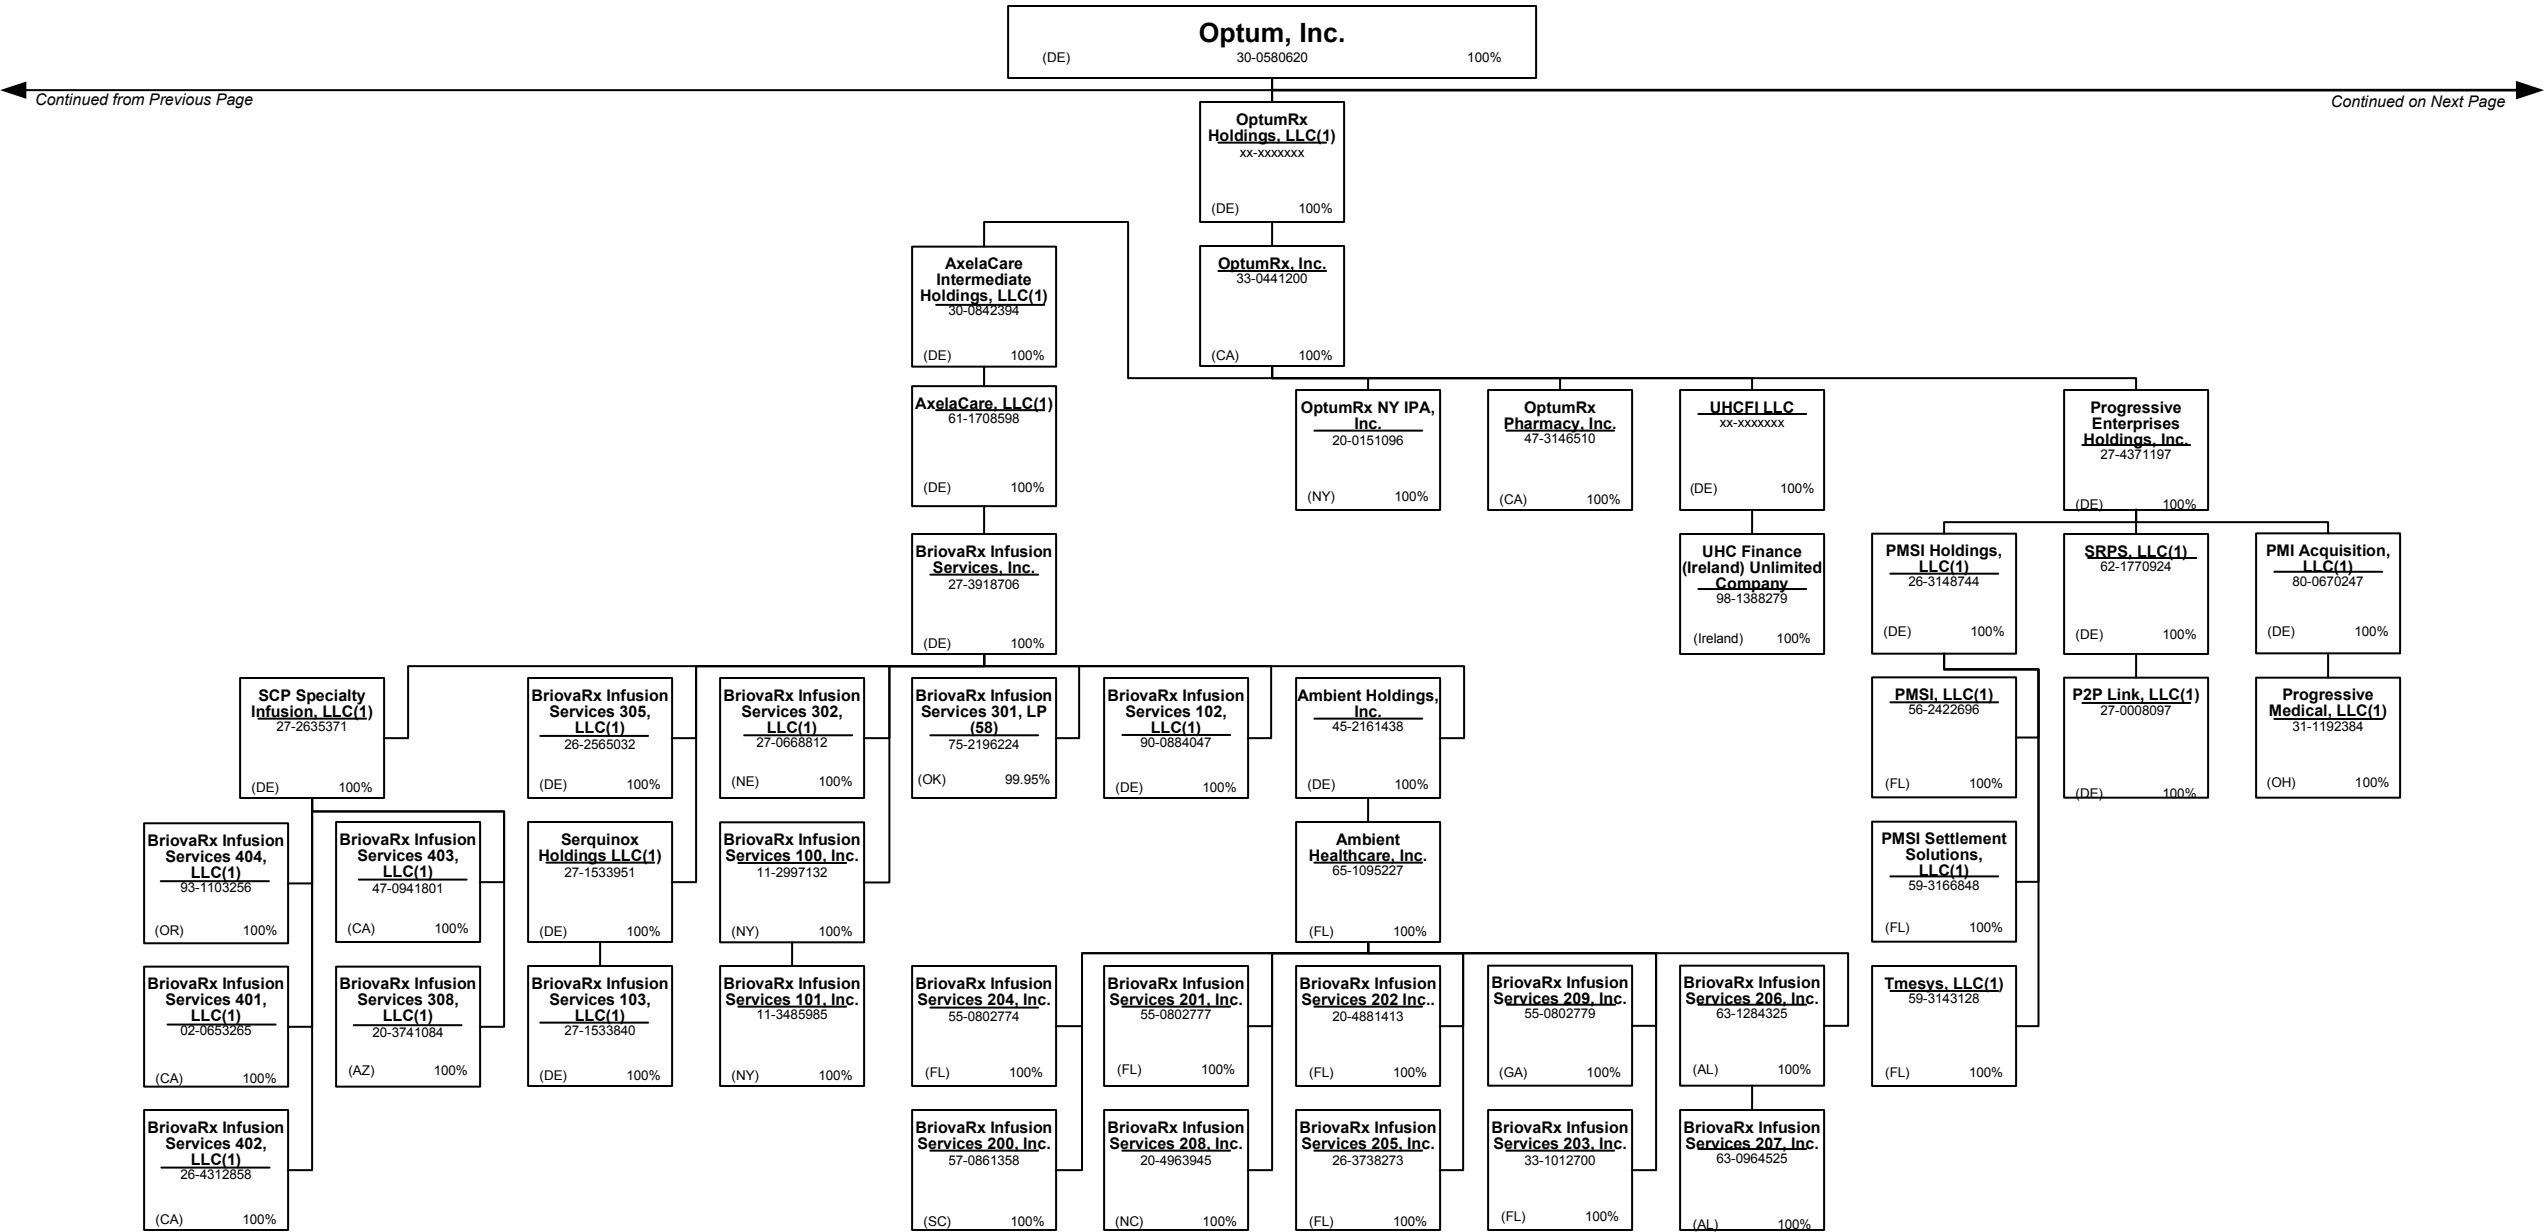 Optum, Inc.
(DE) 30-0580620 100%
Continued from Previous Page
Continued on Next Page
OptumRx
Holdings, LLC(1)
xx-xxxxxxx
(DE) 100%
AxelaCare
Intermediate
Holdings, LLC(1)
30-0842394
(DE) 100%
OptumRx, Inc.
33-0441200
(CA) 100%
AxelaCare, LLC(1)
61-1708598
(DE) 100%
OptumRx NY IPA,
Inc.
20-0151096
(NY) 100%
OptumRx
Pharmacy, Inc.
47-3146510
(CA) 100%
UHCFI LLC
xx-xxxxxxx
(DE) 100%
Progressive
Enterprises
Holdings, Inc.
27-4371197
(DE) 100%
BriovaRx Infusion
Services, Inc.
27-3918706
(DE) 100%
UHC Finance
(Ireland) Unlimited
Company
98-1388279
(Ireland) 100%
PMSI Holdings,
LLC(1)
26-3148744
(DE) 100%
SRPS, LLC(1)
62-1770924
(DE) 100%
PMI Acquisition,
LLC(1)
80-0670247
(DE) 100%
SCP Specialty
Infusion, LLC(1)
27-2635371
(DE) 100%
BriovaRx Infusion
Services 305,
LLC(1)
26-2565032
(DE) 100%
BriovaRx Infusion
Services 302,
LLC(1)
27-0668812
(NE) 100%
BriovaRx Infusion
Services 301, LP
(58)
75-2196224
(OK) 99.95%
BriovaRx Infusion
Services 102,
LLC(1)
90-0884047
(DE) 100%
Ambient Holdings,
Inc.
45-2161438
(DE) 100%
PMSI, LLC(1)
56-2422696
(FL) 100%
P2P Link, LLC(1)
27-0008097
(DE) 100%
Progressive
Medical, LLC(1)
31-1192384
(OH) 100%
BriovaRx Infusion
Services 404,
LLC(1)
93-1103256
(OR) 100%
BriovaRx Infusion
Services 403,
LLC(1)
47-0941801
(CA) 100%
Serquinox
Holdings LLC(1)
27-1533951
(DE) 100%
BriovaRx Infusion
Services 100, Inc.
11-2997132
(NY) 100%
Ambient
Healthcare, Inc.
65-1095227
(FL) 100%
PMSI Settlement
Solutions,
LLC(1)
59-3166848
(FL) 100%
BriovaRx Infusion
Services 401,
LLC(1)
02-0653265
(CA) 100%
BriovaRx Infusion
Services 308,
LLC(1)
20-3741084
(AZ) 100%
BriovaRx Infusion
Services 103,
LLC(1)
27-1533840
(DE) 100%
BriovaRx Infusion
Services 101, Inc.
11-3485985
(NY) 100%
BriovaRx Infusion
Services 204, Inc.
55-0802774
(FL) 100%
BriovaRx Infusion
Services 201, Inc.
55-0802777
(FL) 100%
BriovaRx Infusion
Services 202 Inc..
20-4881413
(FL) 100%
BriovaRx Infusion
Services 209, Inc.
55-0802779
(GA) 100%
BriovaRx Infusion
Services 206, Inc.
63-1284325
(AL) 100%
Tmesys, LLC(1)
59-3143128
(FL) 100%
BriovaRx Infusion
Services 402,
LLC(1)
26-4312858
(CA) 100%
BriovaRx Infusion
Services 200, Inc.
57-0861358
(SC) 100%
BriovaRx Infusion
Services 208, Inc.
20-4963945
(NC) 100%
BriovaRx Infusion
Services 205, Inc.
26-3738273
(FL) 100%
BriovaRx Infusion
Services 203, Inc.
33-1012700
(FL) 100%
BriovaRx Infusion
Services 207, Inc.
63-0964525
(AL) 100%